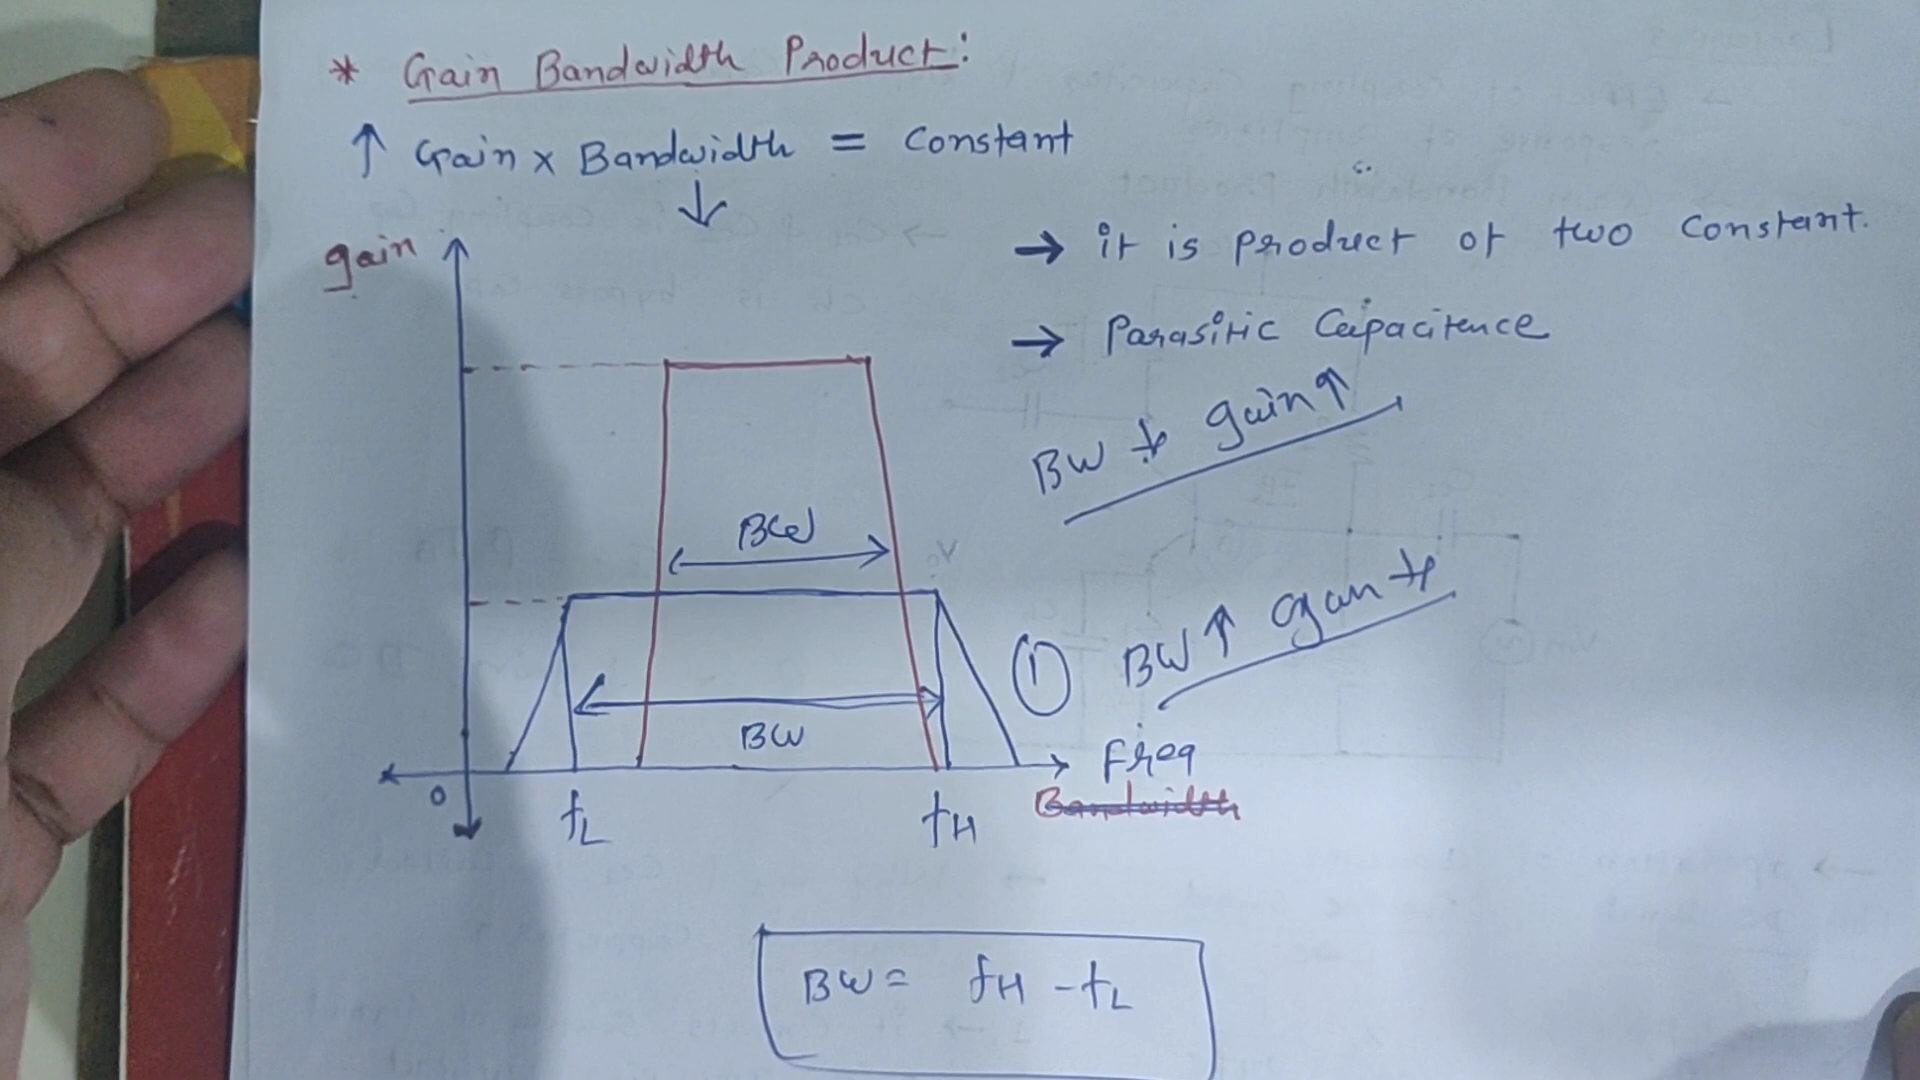 * Gain Bandwidth Product:
↑ Gain x Bandwidth = Constant
↓
gain
→ it is product of two constant.
→ Parasitic Capacitence
BW ↓ gain ↑
BW
BW ↑ gain ↓
①
BW
Freq
0
fL
fH
Bandwidth
BW = fH - fL